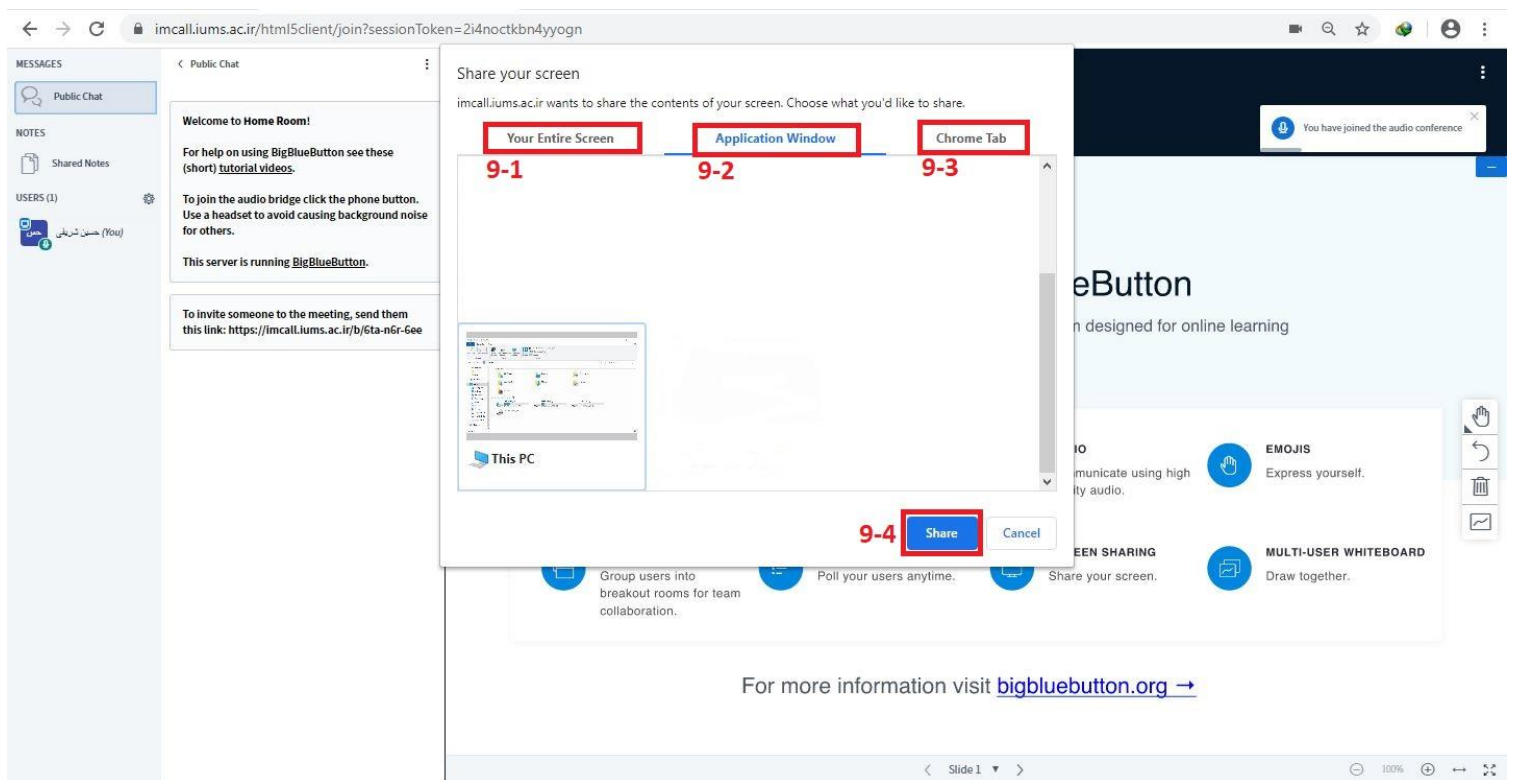 imcall.iums.ac.ir/html5client/join?sessionToken=2i4noctkbn4yyogn
MESSAGES
Public Chat
NOTES
Shared Notes
USERS (1)
حسین شریفی (You)
حس
Public Chat
Welcome to Home Room!
For help on using BigBlueButton see these
(short) tutorial videos.
To join the audio bridge click the phone button.
Use a headset to avoid causing background noise
for others.
This server is running BigBlueButton.
To invite someone to the meeting, send them
this link: https://imcall.iums.ac.ir/b/6ta-n6r-6ee
Share your screen
imcall.iums.ac.ir wants to share the contents of your screen. Choose what you'd like to share.
Your Entire Screen
Application Window
Chrome Tab
9-1
9-2
9-3
This PC
9-4
Share
Cancel
You have joined the audio conference
eButton
designed for online learning
IO
municate using high
ity audio.
EMOJIS
Express yourself.
Group users into
breakout rooms for team
collaboration.
Poll your users anytime.
EEN SHARING
Share your screen.
MULTI-USER WHITEBOARD
Draw together.
For more information visit bigbluebutton.org →
Slide 1
100%